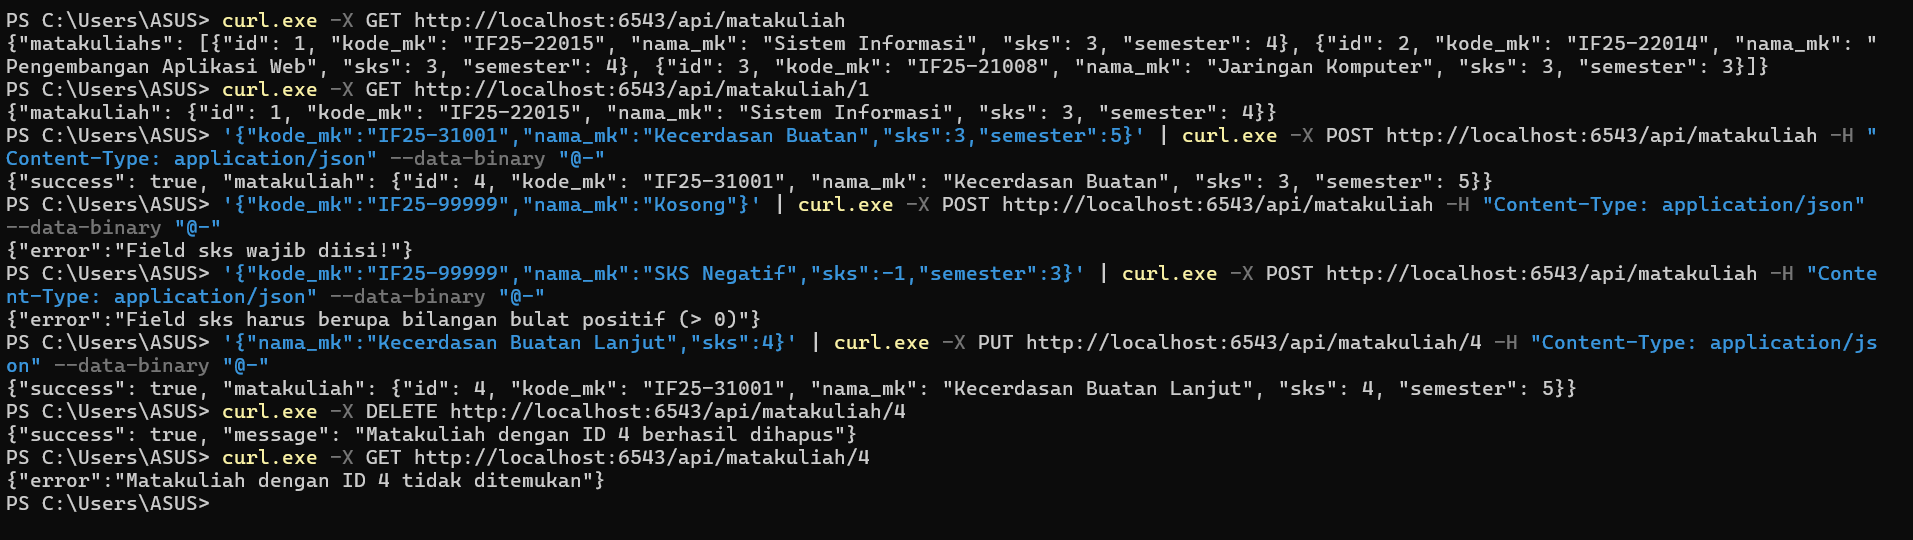 PS C:\Users\ASUS> curl.exe -X GET http://localhost:6543/api/matakuliah
{"matakuliahs": [{"id": 1, "kode_mk": "IF25-22015", "nama_mk": "Sistem Informasi", "sks": 3, "semester": 4}, {"id": 2, "kode_mk": "IF25-22014", "nama_mk": "
Pengembangan Aplikasi Web", "sks": 3, "semester": 4}, {"id": 3, "kode_mk": "IF25-21008", "nama_mk": "Jaringan Komputer", "sks": 3, "semester": 3}]}
PS C:\Users\ASUS> curl.exe -X GET http://localhost:6543/api/matakuliah/1
{"matakuliah": {"id": 1, "kode_mk": "IF25-22015", "nama_mk": "Sistem Informasi", "sks": 3, "semester": 4}}
PS C:\Users\ASUS> '{"kode_mk":"IF25-31001","nama_mk":"Kecerdasan Buatan","sks":3,"semester":5}' | curl.exe -X POST http://localhost:6543/api/matakuliah -H "
Content-Type: application/json" --data-binary "@-"
{"success": true, "matakuliah": {"id": 4, "kode_mk": "IF25-31001", "nama_mk": "Kecerdasan Buatan", "sks": 3, "semester": 5}}
PS C:\Users\ASUS> '{"kode_mk":"IF25-99999","nama_mk":"Kosong"}' | curl.exe -X POST http://localhost:6543/api/matakuliah -H "Content-Type: application/json"
--data-binary "@-"
{"error":"Field sks wajib diisi!"}
PS C:\Users\ASUS> '{"kode_mk":"IF25-99999","nama_mk":"SKS Negatif","sks":-1,"semester":3}' | curl.exe -X POST http://localhost:6543/api/matakuliah -H "Conte
nt-Type: application/json" --data-binary "@-"
{"error":"Field sks harus berupa bilangan bulat positif (> 0)"}
PS C:\Users\ASUS> '{"nama_mk":"Kecerdasan Buatan Lanjut","sks":4}' | curl.exe -X PUT http://localhost:6543/api/matakuliah/4 -H "Content-Type: application/js
on" --data-binary "@-"
{"success": true, "matakuliah": {"id": 4, "kode_mk": "IF25-31001", "nama_mk": "Kecerdasan Buatan Lanjut", "sks": 4, "semester": 5}}
PS C:\Users\ASUS> curl.exe -X DELETE http://localhost:6543/api/matakuliah/4
{"success": true, "message": "Matakuliah dengan ID 4 berhasil dihapus"}
PS C:\Users\ASUS> curl.exe -X GET http://localhost:6543/api/matakuliah/4
{"error":"Matakuliah dengan ID 4 tidak ditemukan"}
PS C:\Users\ASUS>